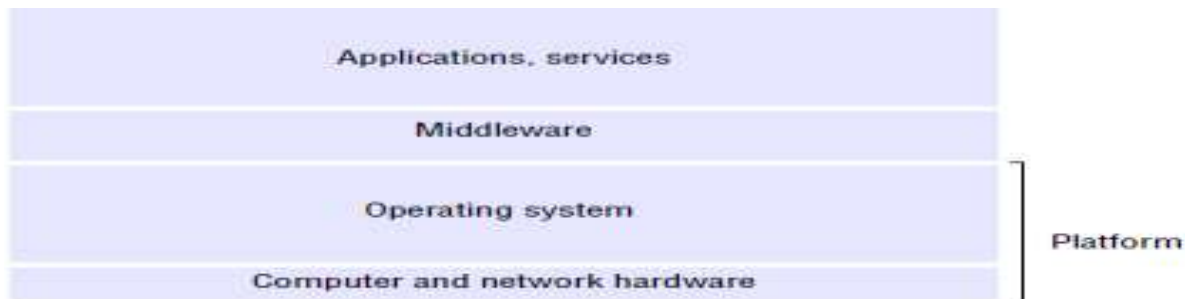 Applications, services
Middleware
Operating system
Platform
Computer and network hardware